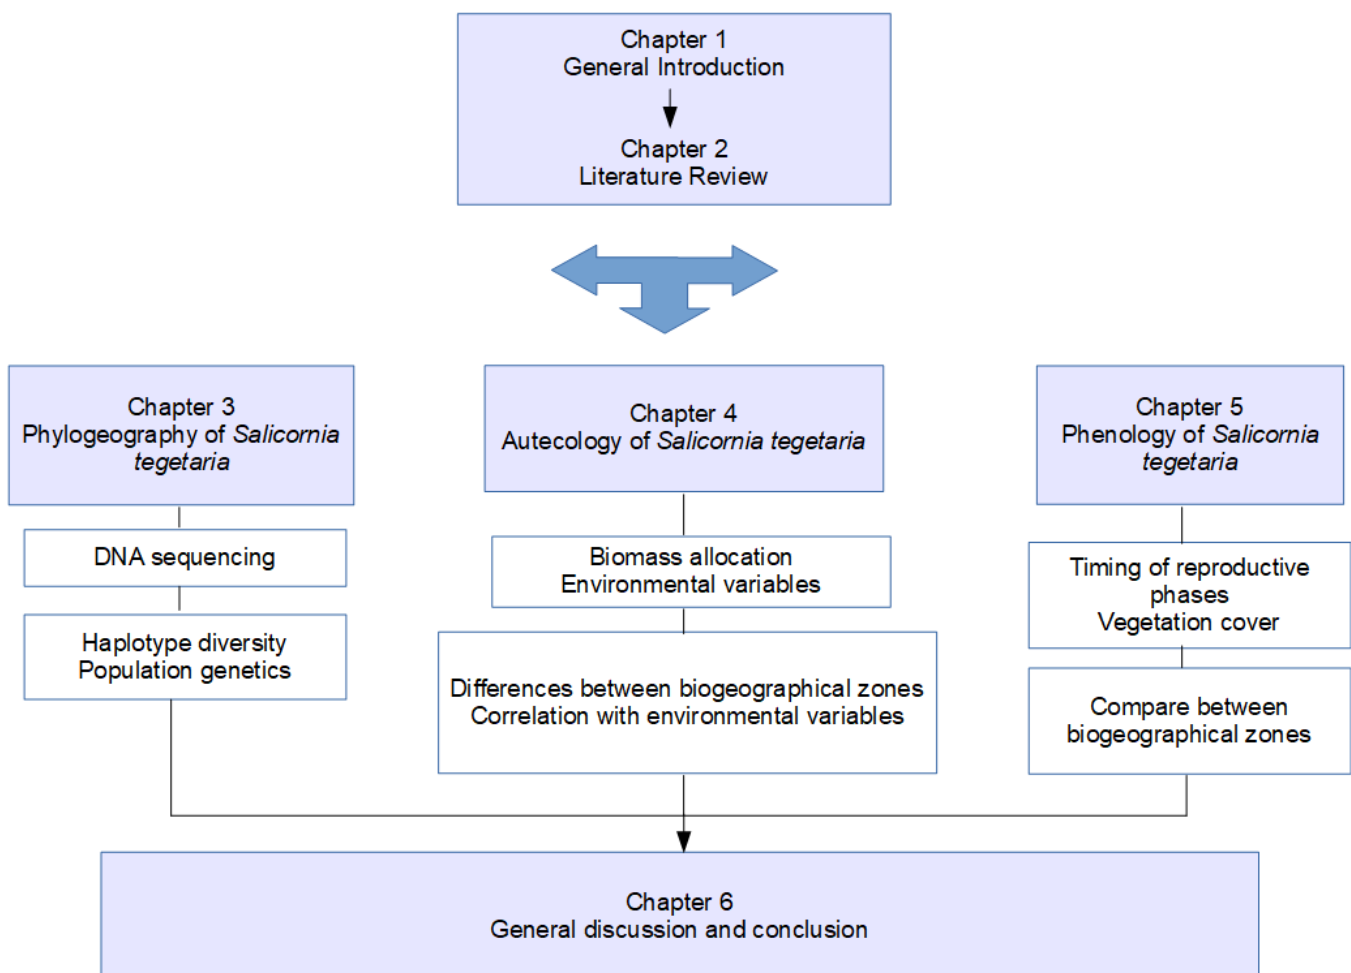 Chapter 1
General Introduction
Chapter 2
Literature Review
Chapter 3
Phylogeography of Salicornia
tegetaria
DNA sequencing
Haplotype diversity
Population genetics
Chapter 4
Autecology of Salicornia tegetaria
Biomass allocation
Environmental variables
Differences between biogeographical zones
Correlation with environmental variables
Chapter 5
Phenology of Salicornia
tegetaria
Timing of reproductive
phases
Vegetation cover
Compare between
biogeographical zones
Chapter 6
General discussion and conclusion